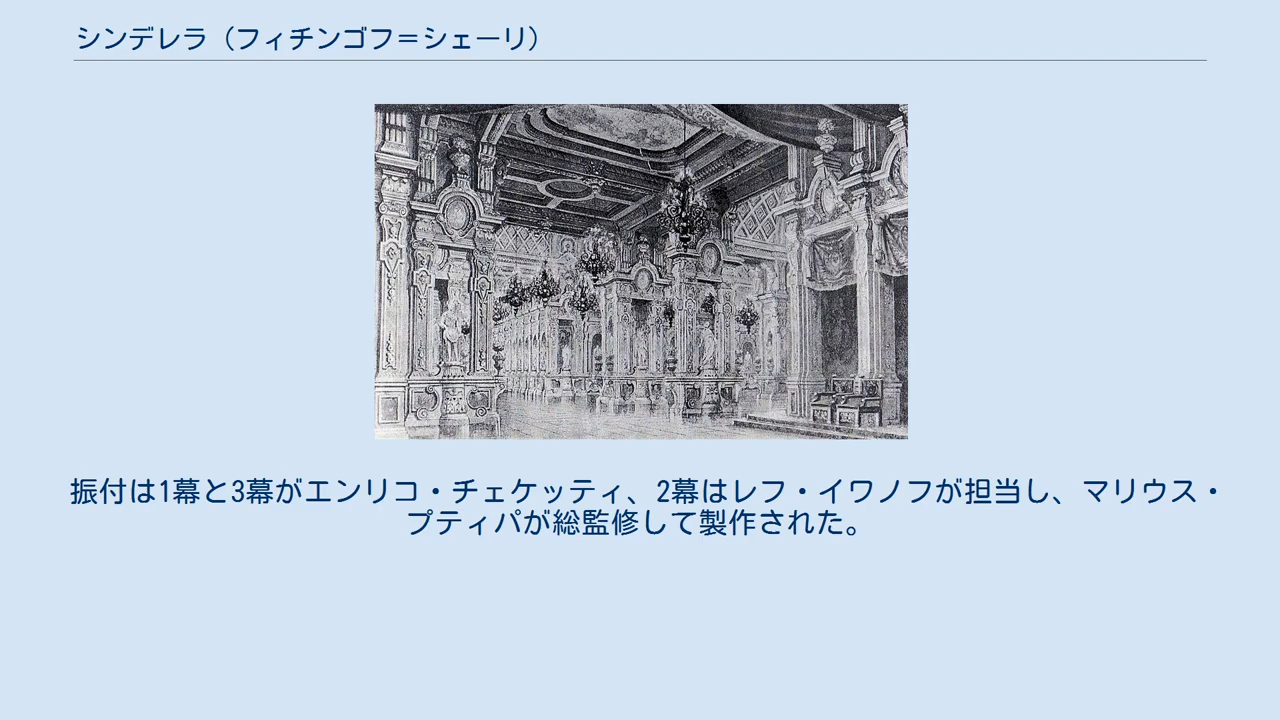 シンデレラ（フィチンゴフ＝シェーリ）
振付は1幕と3幕がエンリコ・チェケッティ、2幕はレフ・イワノフが担当し、マリウス・
プティパが総監修して製作された。